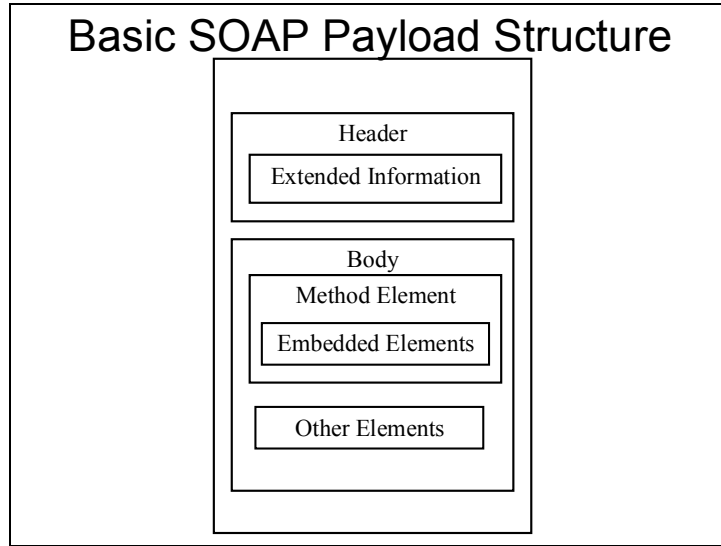 Basic SOAP Payload Structure
Header
Extended Information
Body
Method Element
Embedded Elements
Other Elements